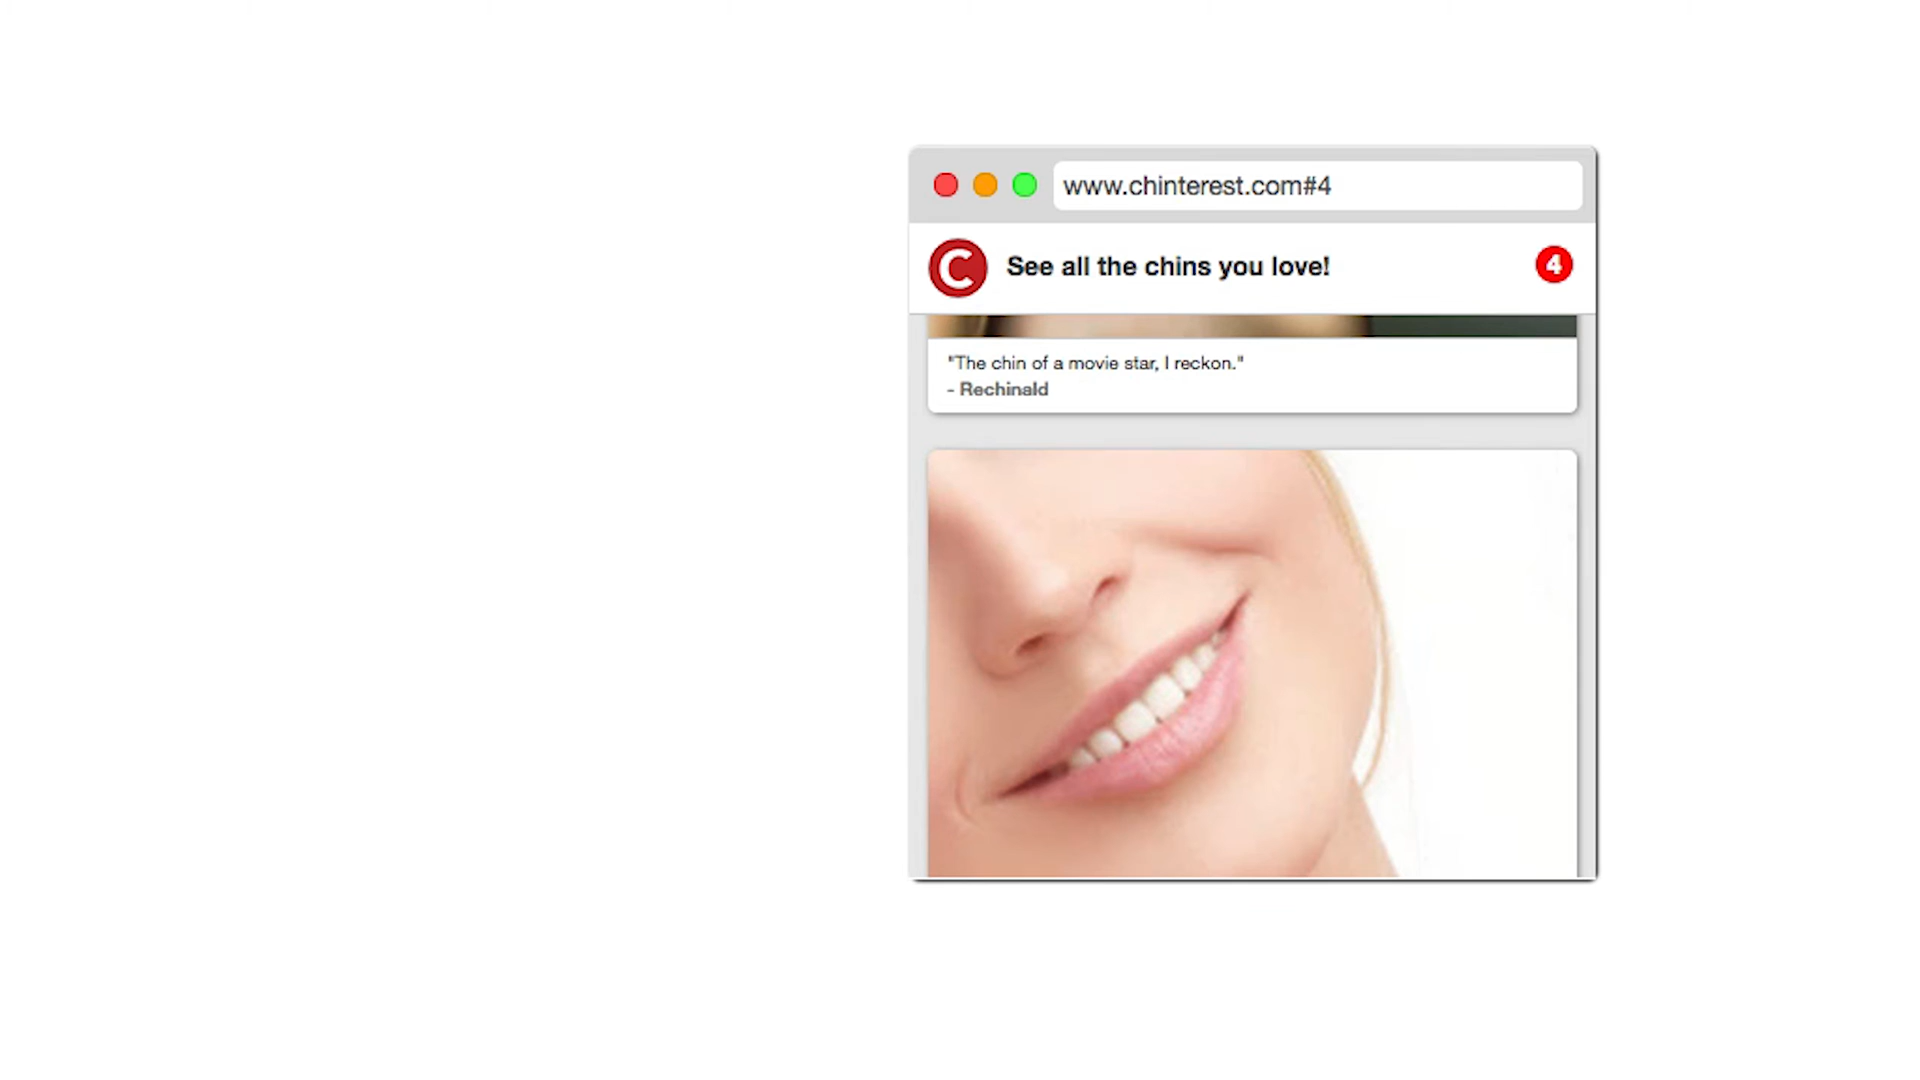 www.chinterest.com#4
C See all the chins you love! 4
"The chin of a movie star, I reckon."
- Rechinald